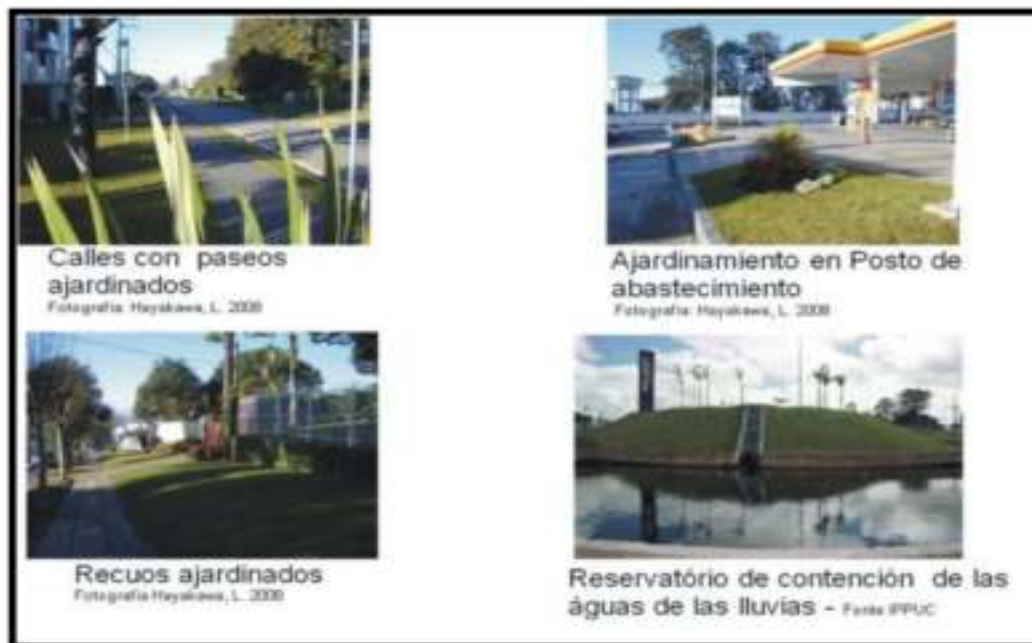 Calles con paseos
ajardinados
Fotografia: Hayakawa, L. 2008
Ajardinamiento en Posto de
abastecimiento
Fotografia: Hayakawa, L. 2008
Recuos ajardinados
Fotografia Hayakawa, L. 2008
Reservatório de contención de las
águas de las lluvias - Fonte IPPUC